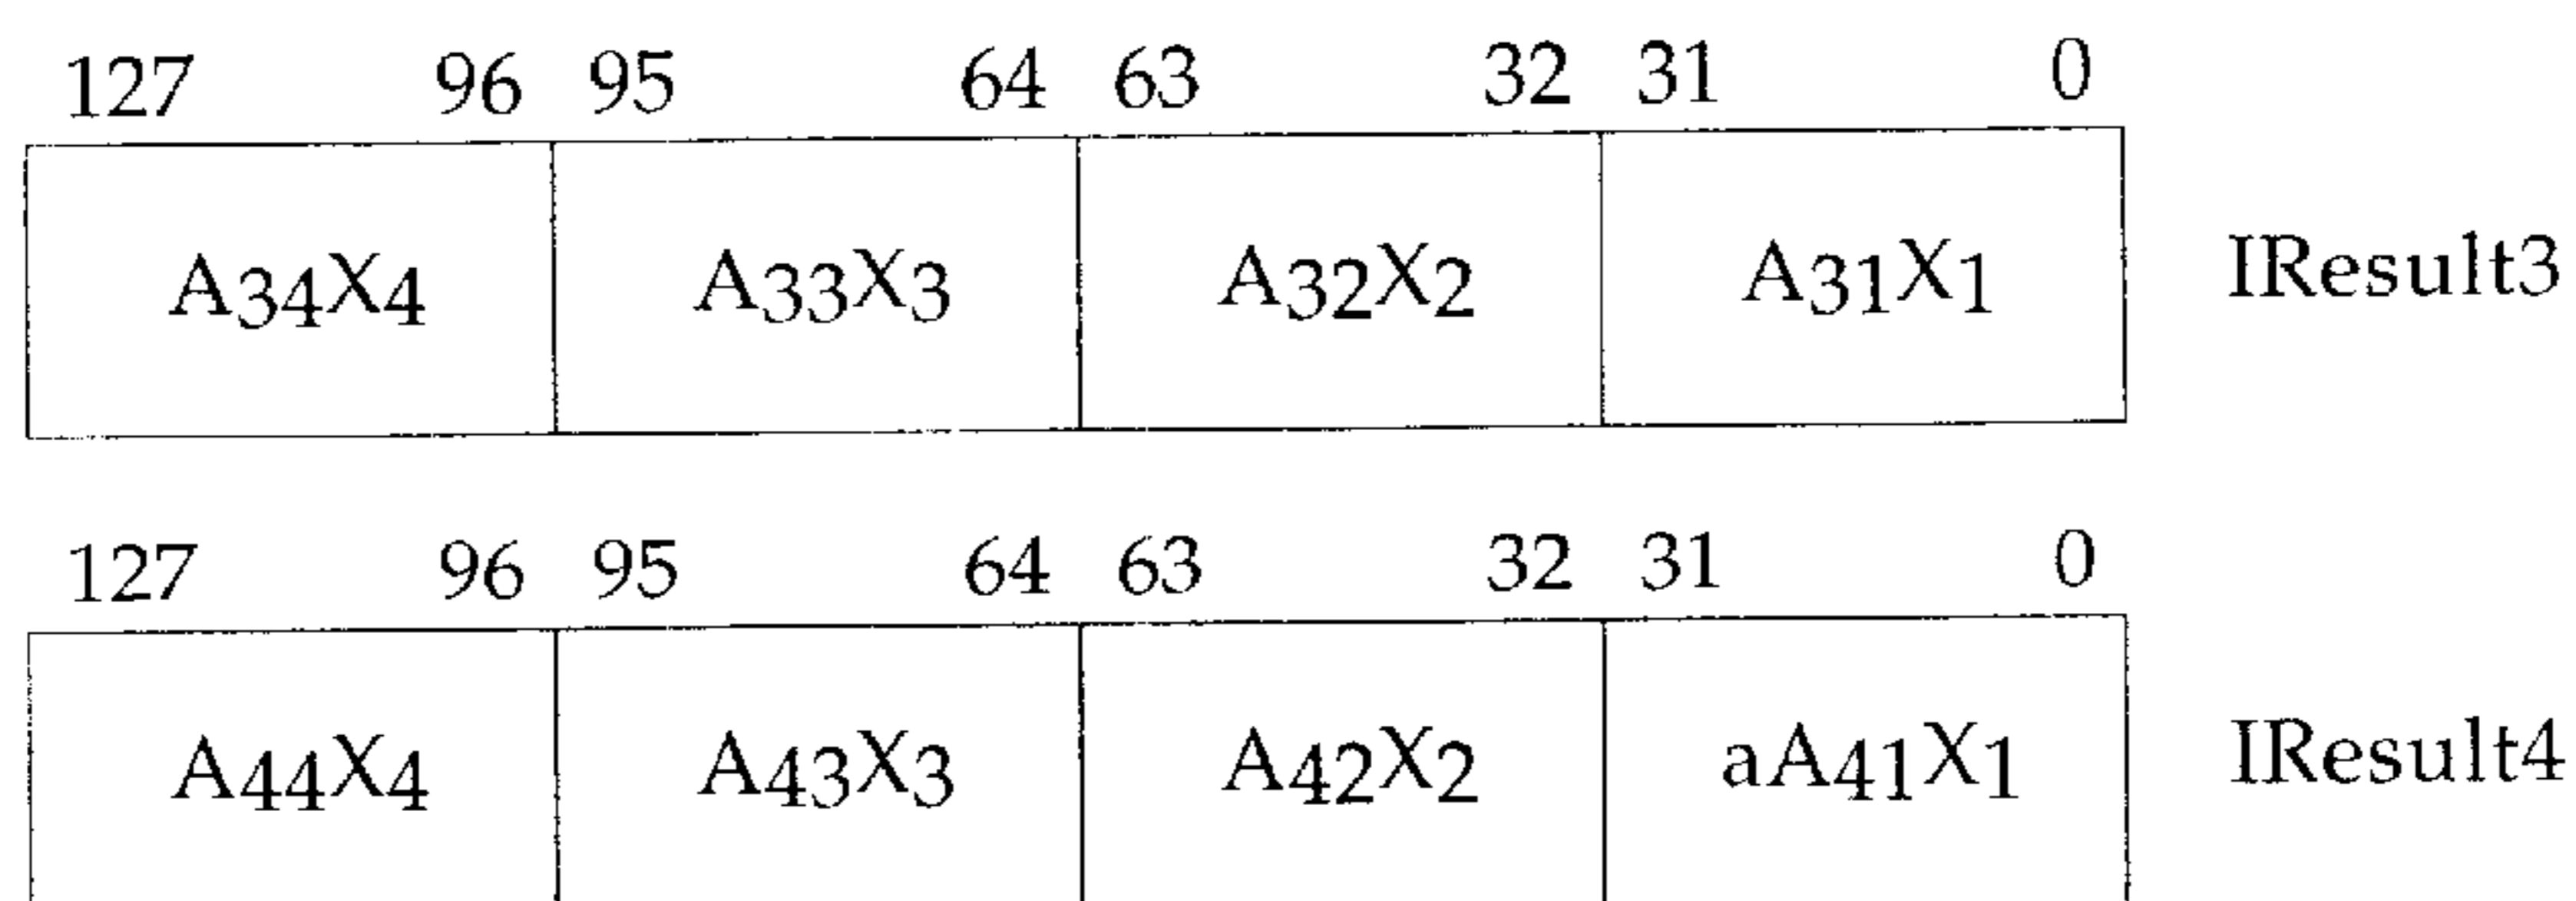 127 96 95 64 63 32 31 0
A34X4 A33X3 A32X2 A31X1 IResult3
127 96 95 64 63 32 31 0
A44X4 A43X3 A42X2 aA41X1 IResult4